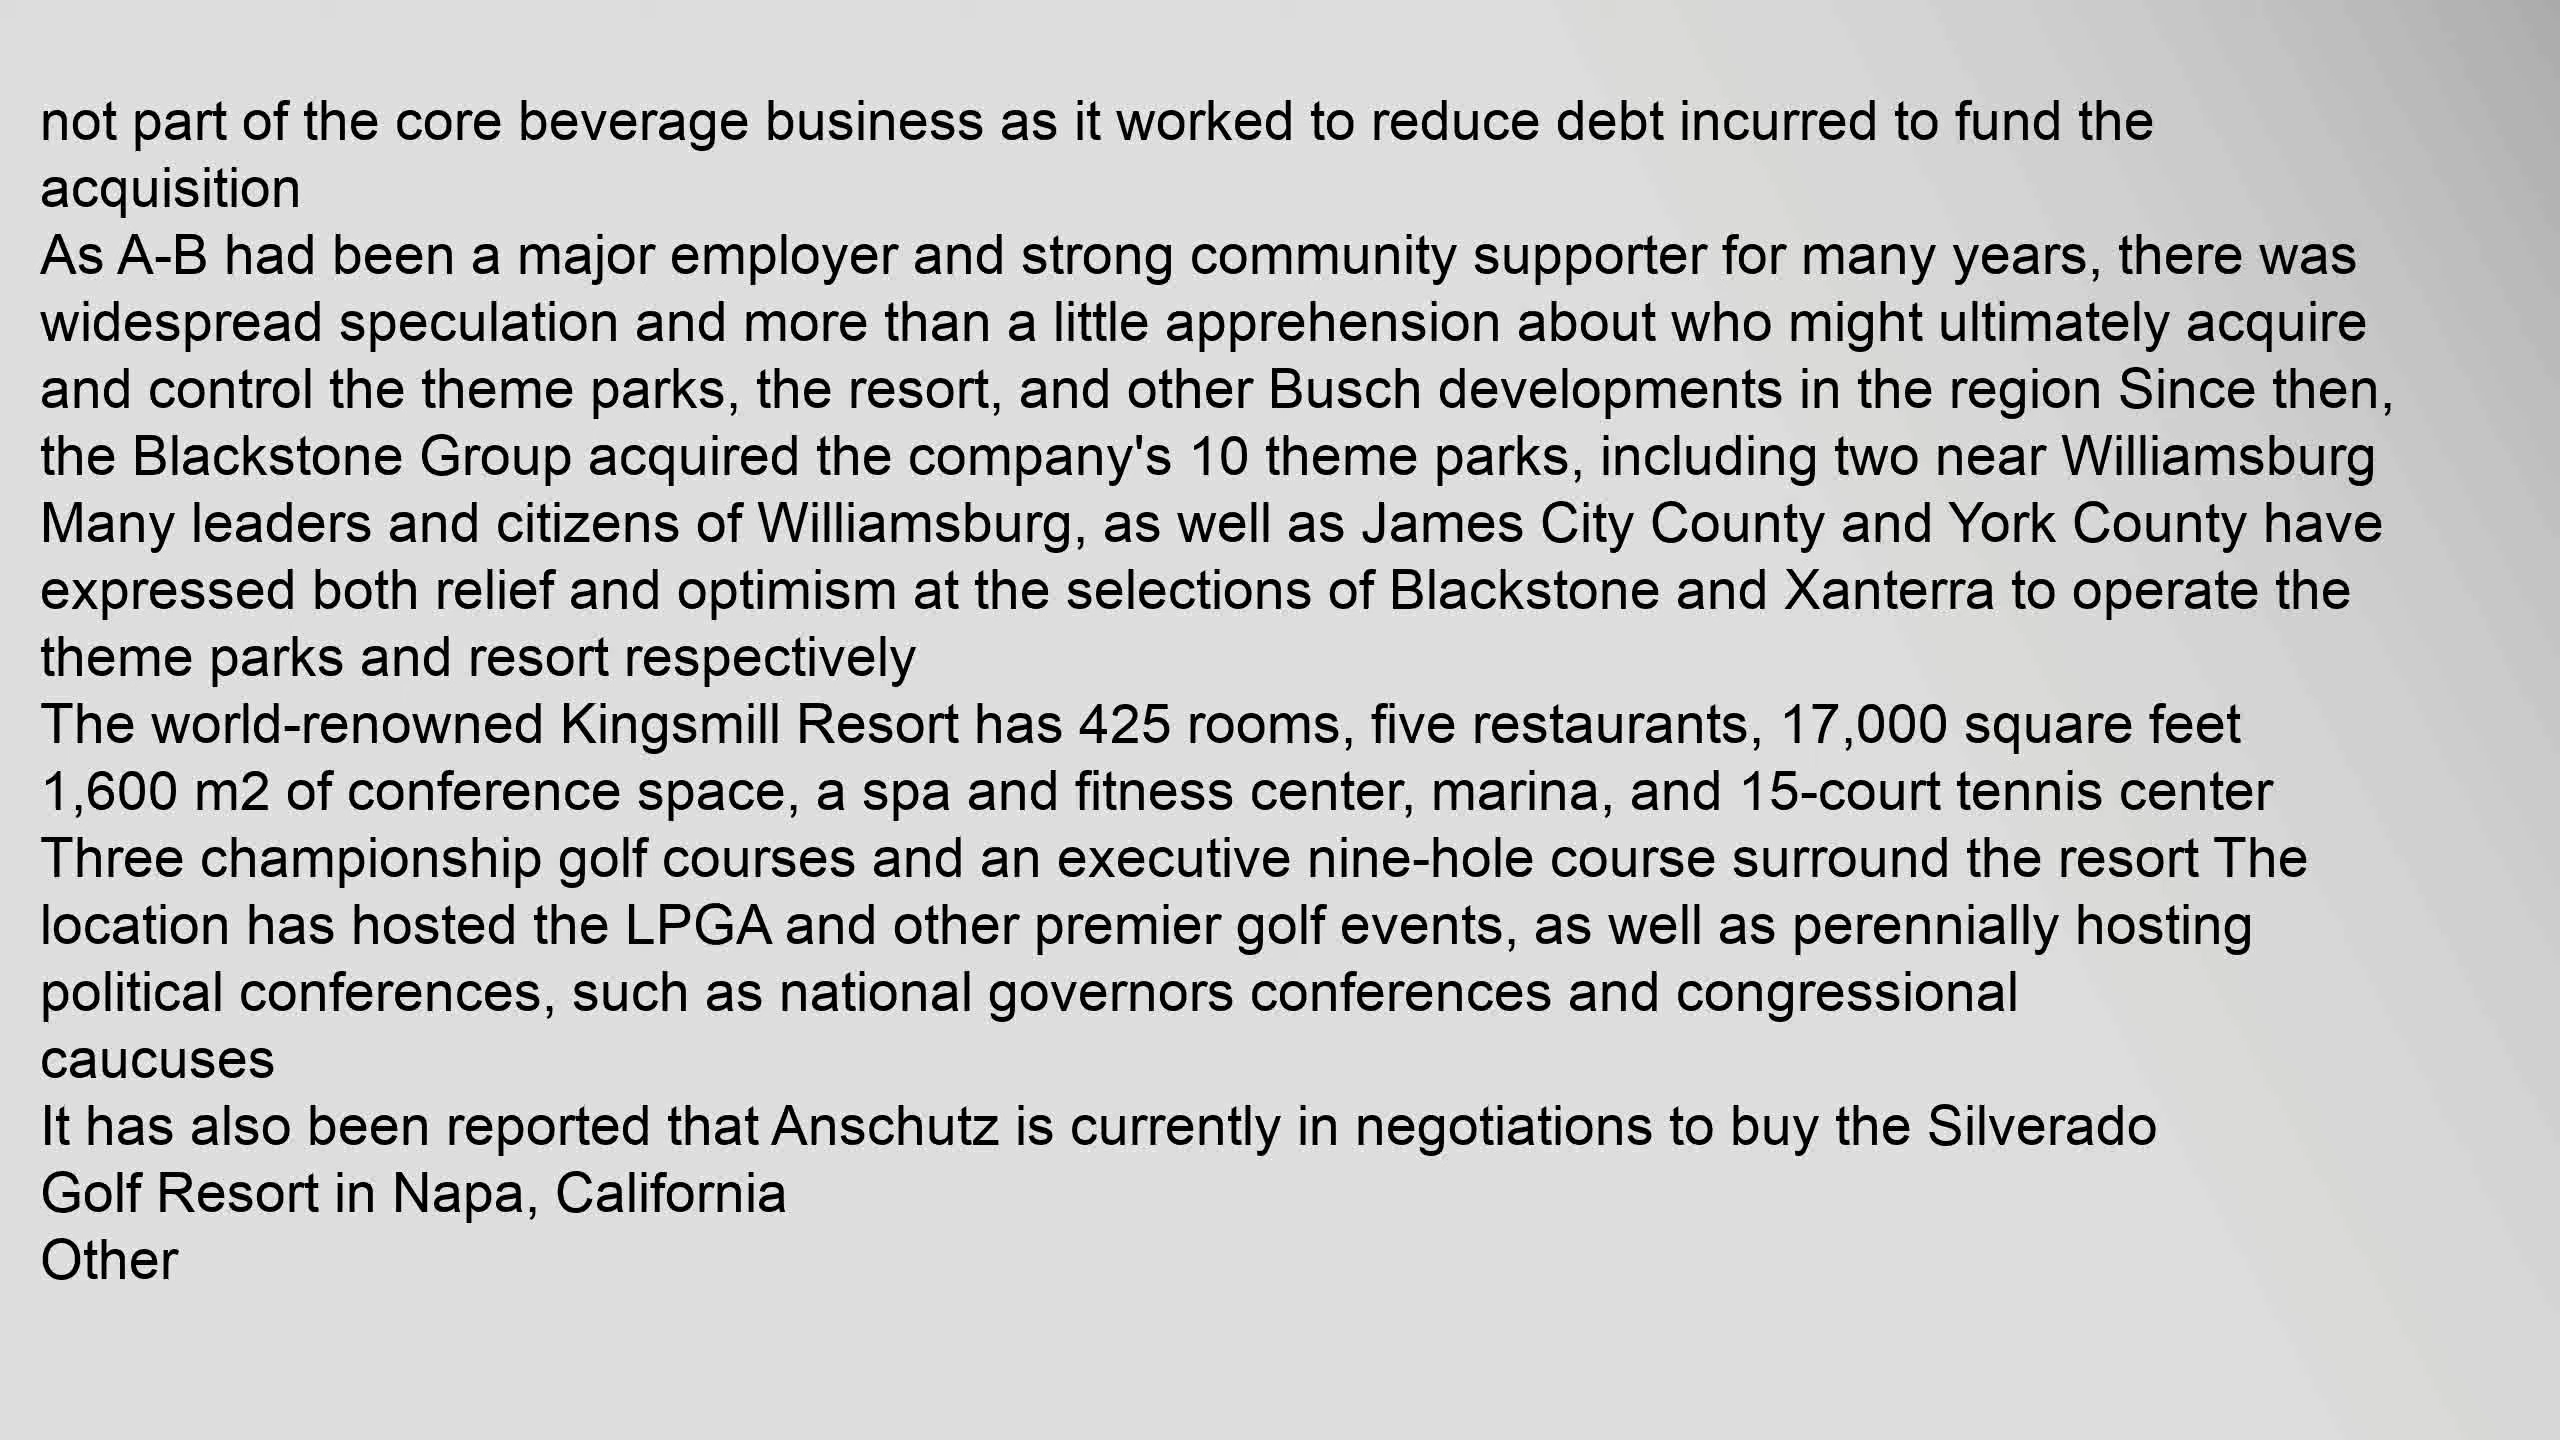 not part of the core beverage business as it worked to reduce debt incurred to fund the
acquisition
As A-B had been a major employer and strong community supporter for many years, there was
widespread speculation and more than a little apprehension about who might ultimately acquire
and control the theme parks, the resort, and other Busch developments in the region Since then,
the Blackstone Group acquired the company's 10 theme parks, including two near Williamsburg
Many leaders and citizens of Williamsburg, as well as James City County and York County have
expressed both relief and optimism at the selections of Blackstone and Xanterra to operate the
theme parks and resort respectively
The world-renowned Kingsmill Resort has 425 rooms, five restaurants, 17,000 square feet
1,600 m2 of conference space, a spa and fitness center, marina, and 15-court tennis center
Three championship golf courses and an executive nine-hole course surround the resort The
location has hosted the LPGA and other premier golf events, as well as perennially hosting
political conferences, such as national governors conferences and congressional
caucuses
It has also been reported that Anschutz is currently in negotiations to buy the Silverado
Golf Resort in Napa, California
Other